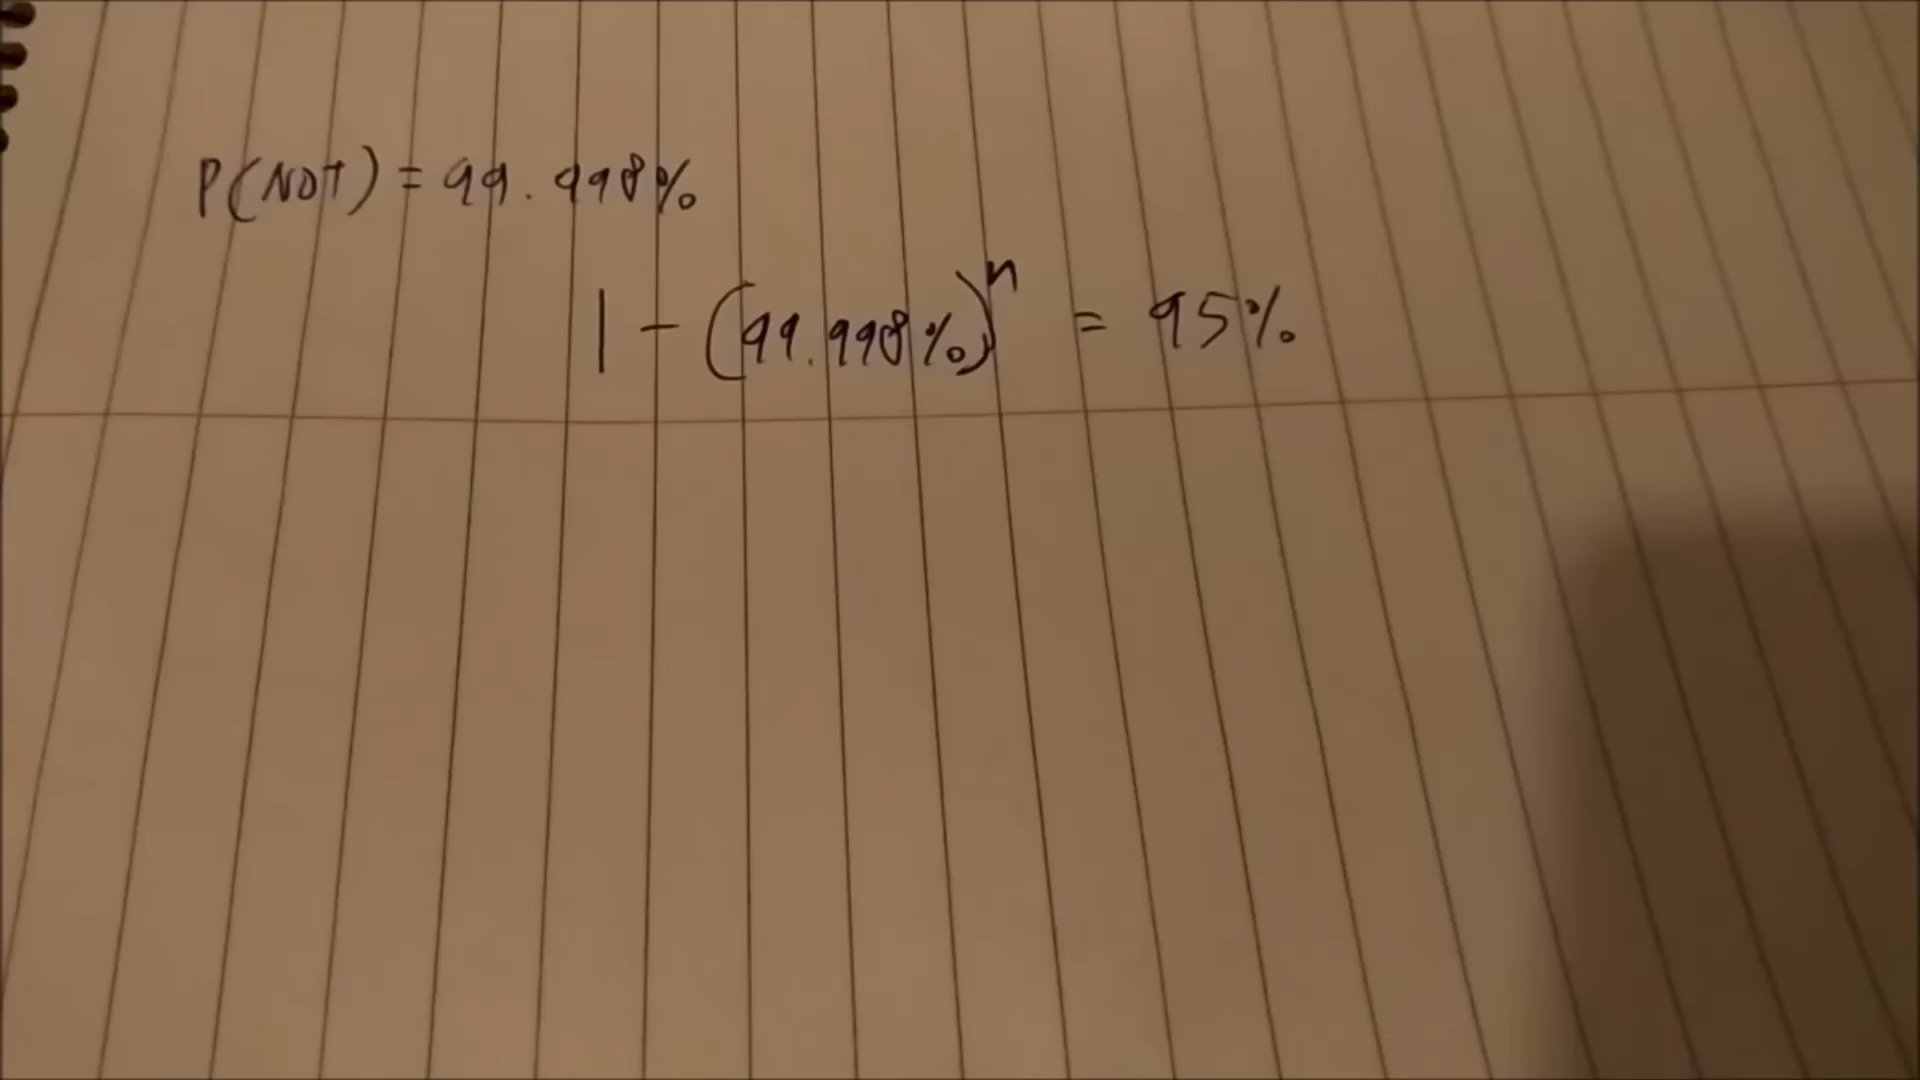 P(NOT) = 99.998%
1 - (99.998%)^n = 95%